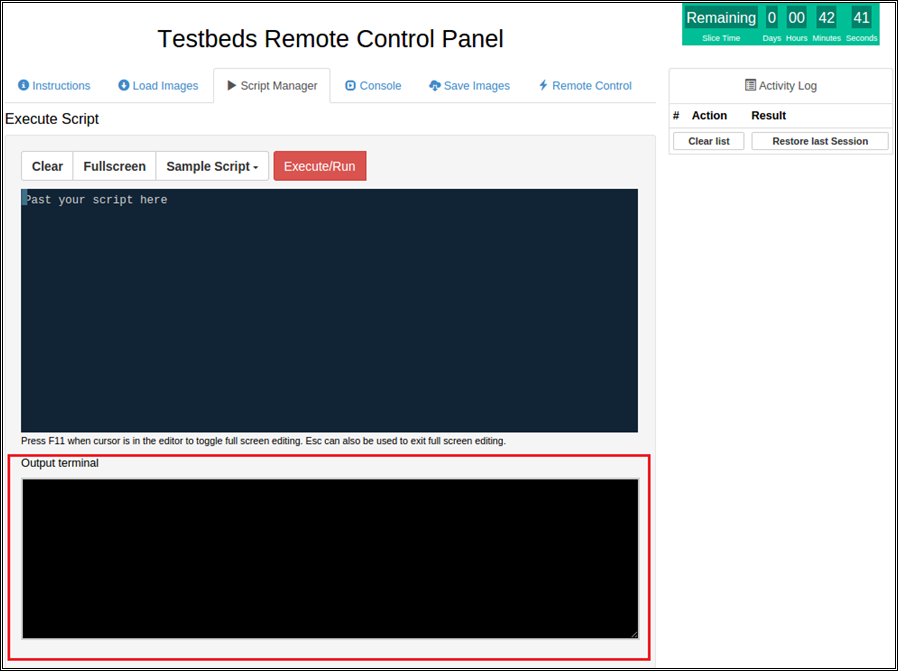 Testbeds Remote Control Panel
Remaining 0 00 42 41
Slice Time Days Hours Minutes Seconds
Instructions Load Images Script Manager Console Save Images Remote Control
Activity Log
# Action Result
Clear list Restore last Session
Execute Script
Clear Fullscreen Sample Script Execute/Run
Past your script here
Press F11 when cursor is in the editor to toggle full screen editing. Esc can also be used to exit full screen editing.
Output terminal